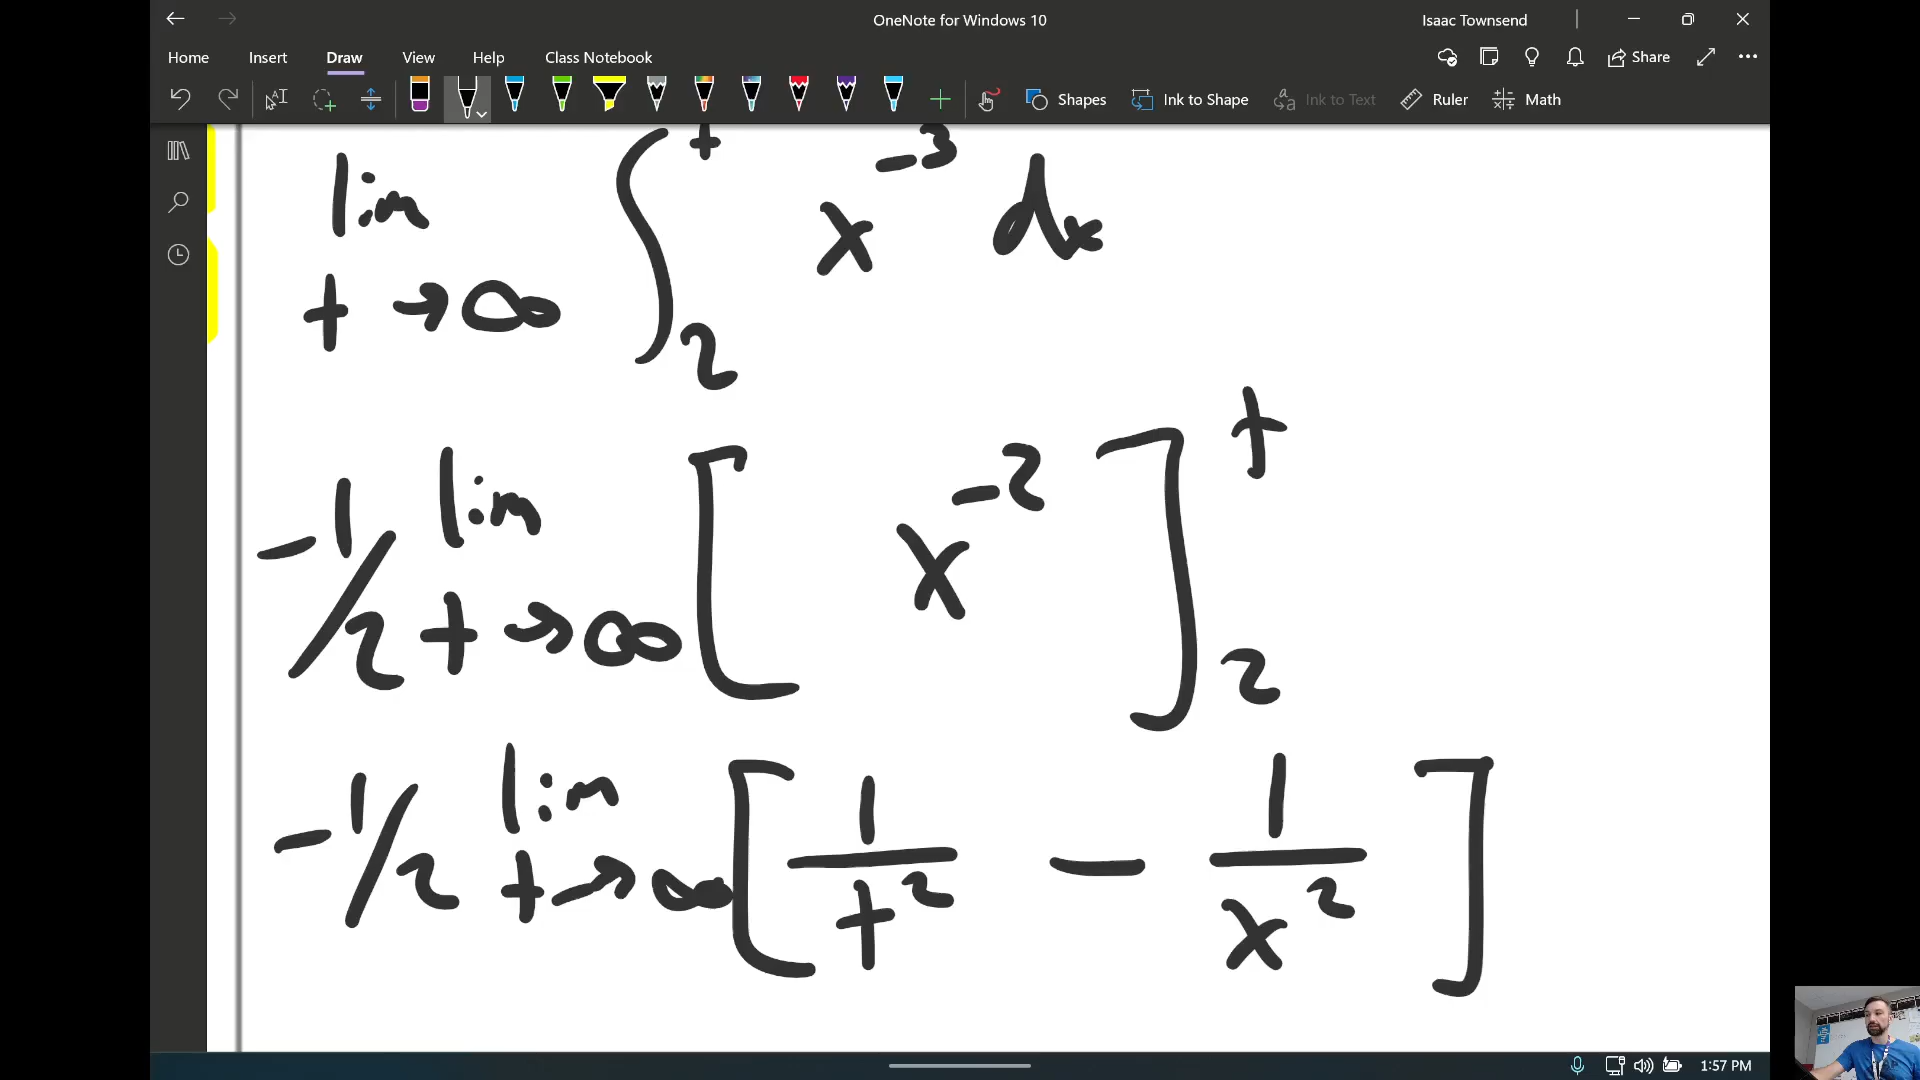 OneNote for Windows 10 Isaac Townsend
Home Insert Draw View Help Class Notebook Share
Shapes Ink to Shape Ink to Text Ruler Math
lim t→∞ ∫₂ᵗ x⁻³ dx
-1/2 lim t→∞ [ x⁻² ]₂ᵗ
-1/2 lim t→∞ [ 1/t² - 1/x² ]
1:57 PM